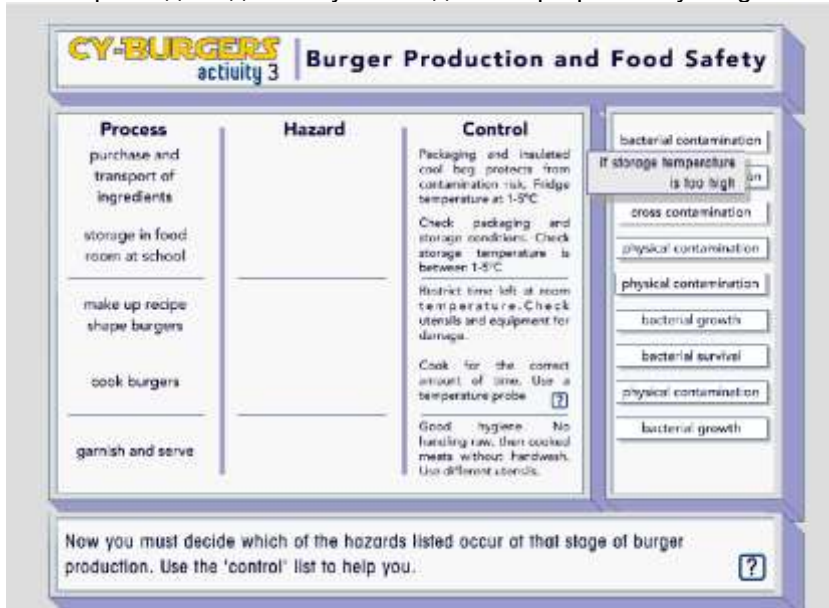 CY-BURGERS
activity 3
Burger Production and Food Safety
Process
purchase and
transport of
ingredients
storage in food
room at school
make up recipe
shape burgers
cook burgers
garnish and serve
Hazard
Control
Packaging and insulated
cool bag protects from
contamination risk. Fridge
temperature at 1-5°C
Check packaging and
storage conditions. Check
storage temperature is
between 1-5°C
Restrict time left at room
temperature. Check
utensils and equipment for
damage.
Cook for the correct
amount of time. Use a
temperature probe
?
Good hygiene. No
handling raw, then cooked
meats without handwash.
Use different utensils.
bacterial contamination
If storage temperature
is too high
cross contamination
physical contamination
physical contamination
bacterial growth
bacterial survival
physical contamination
bacterial growth
Now you must decide which of the hazards listed occur at that stage of burger
production. Use the 'control' list to help you.
?